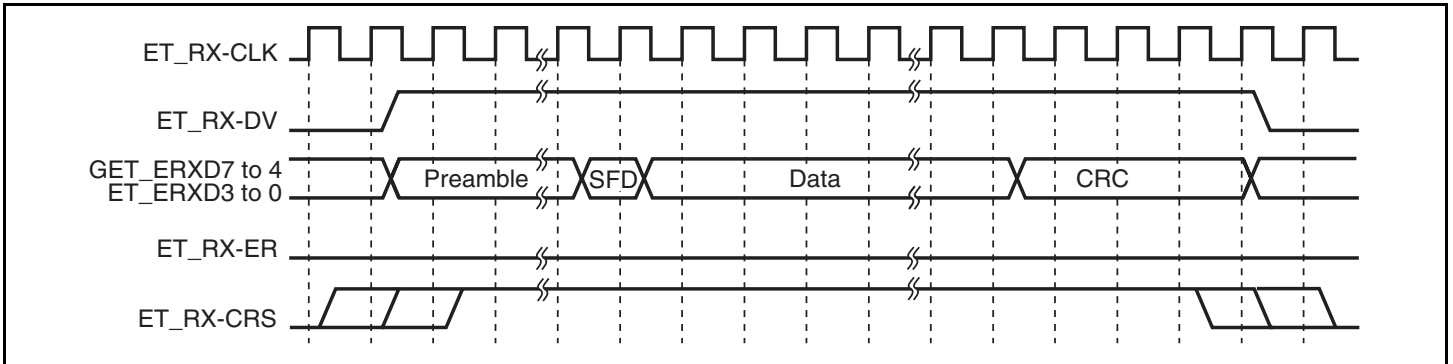 ET_RX-CLK
ET_RX-DV
GET_ERXD7 to 4
ET_ERXD3 to 0
Preamble
SFD
Data
CRC
ET_RX-ER
ET_RX-CRS